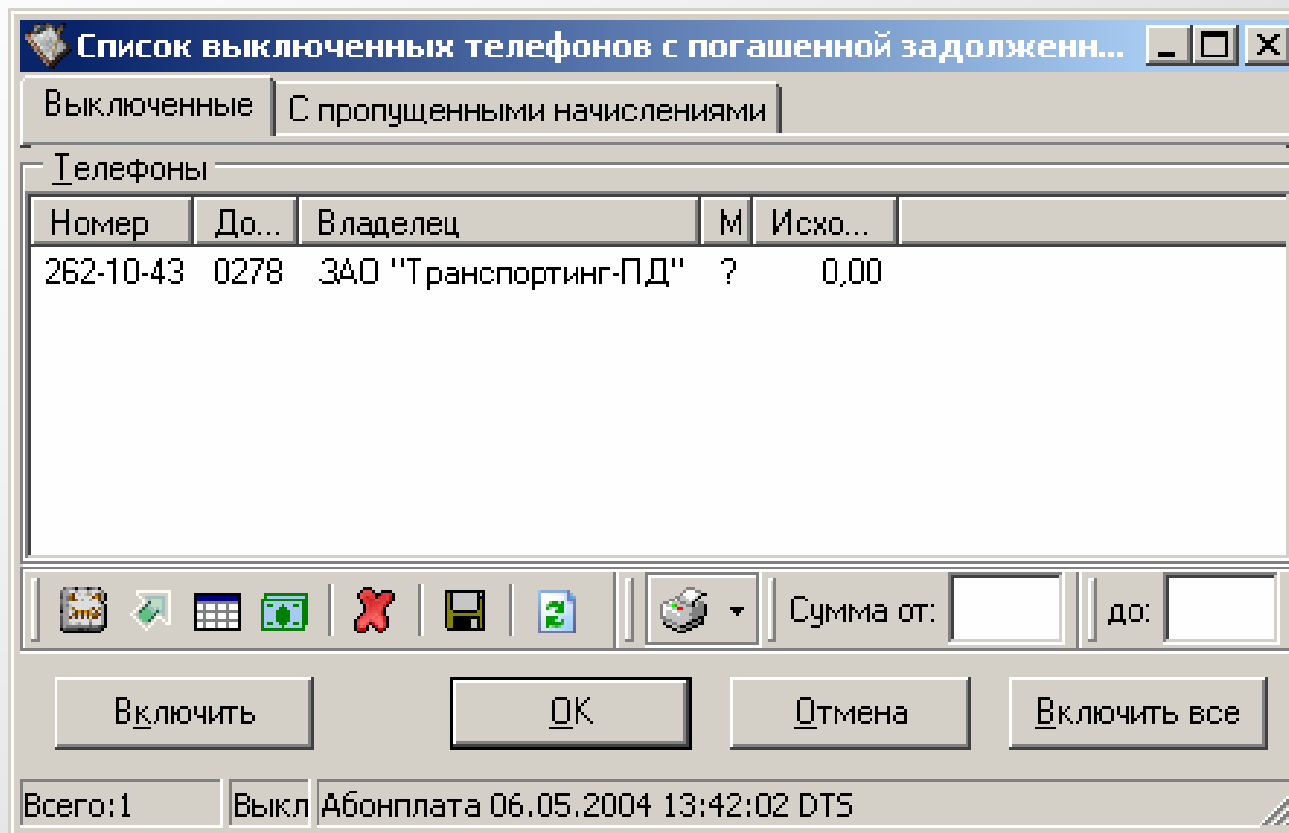 Список выключенных телефонов с погашенной задолженн...
Выключенные С пропущенными начислениями
Телефоны
Номер До... Владелец М Исхо...
262-10-43 0278 ЗАО "Транспортинг-ПД" ? 0,00
Сумма от: до:
Включить ОК Отмена Включить все
Всего:1 Выкл Абонплата 06.05.2004 13:42:02 DTS